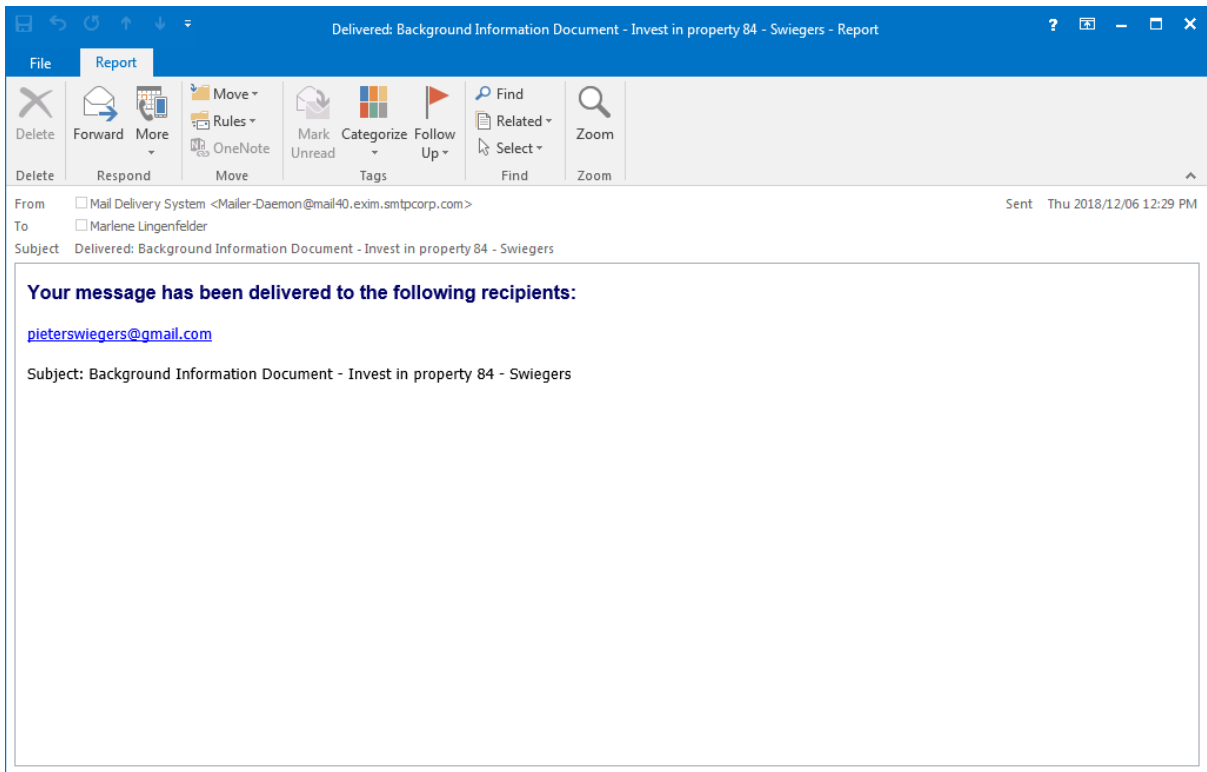 Delivered: Background Information Document - Invest in property 84 - Swiegers - Report
File Report
Delete Forward More Move Rules OneNote Mark Unread Categorize Follow Up Find Related Select Zoom
Delete Respond Move Tags Find Zoom
From Mail Delivery System <Mailer-Daemon@mail40.exim.smtpcorp.com> Sent Thu 2018/12/06 12:29 PM
To Marlene Lingenfelder
Subject Delivered: Background Information Document - Invest in property 84 - Swiegers
Your message has been delivered to the following recipients:
pieterswiegers@gmail.com
Subject: Background Information Document - Invest in property 84 - Swiegers